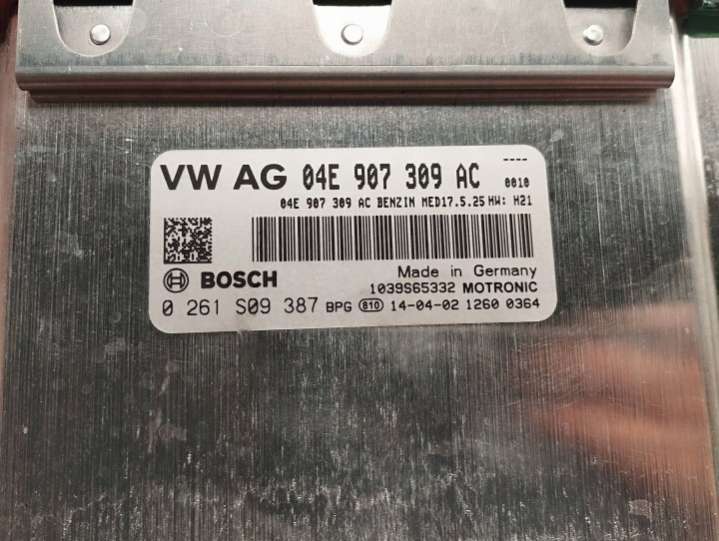 ----
VW AG 04E 907 309 AC 0010
04E 907 309 AC BENZIN MED17.5.25 HW: H21
BOSCH
Made in Germany
1039S65332 MOTRONIC
0 261 S09 387 BPG 810 14-04-02 1260 0364